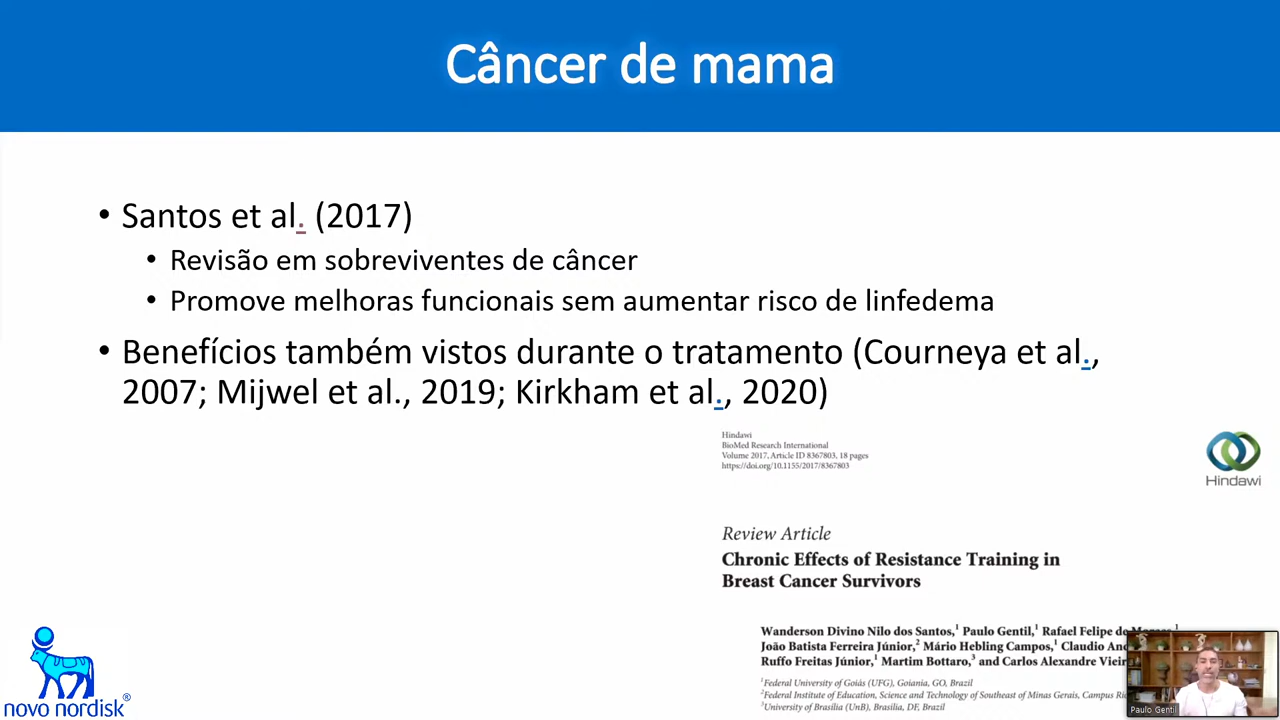 Câncer de mama
• Santos et al. (2017)
• Revisão em sobreviventes de câncer
• Promove melhoras funcionais sem aumentar risco de linfedema
• Benefícios também vistos durante o tratamento (Courneya et al.,
2007; Mijwel et al., 2019; Kirkham et al., 2020)
Hindawi
BioMed Research International
Volume 2017, Article ID 8367803, 18 pages
https://doi.org/10.1155/2017/8367803
Hindawi
Review Article
Chronic Effects of Resistance Training in
Breast Cancer Survivors
Wanderson Divino Nilo dos Santos,1 Paulo Gentil,1 Rafael Felipe de
João Batista Ferreira Júnior,2 Mário Hebling Campos,1 Claudio
Ruffo Freitas Júnior,1 Martim Bottaro,3 and Carlos Alexandre
1Federal University of Goiás (UFG), Goiania, GO, Brazil
2Federal Institute of Education, Science and Technology of Southeast of Minas Gerais, Campus
3University of Brasília (UnB), Brasilia, DF, Brazil
novo nordisk®
Paulo Gentil